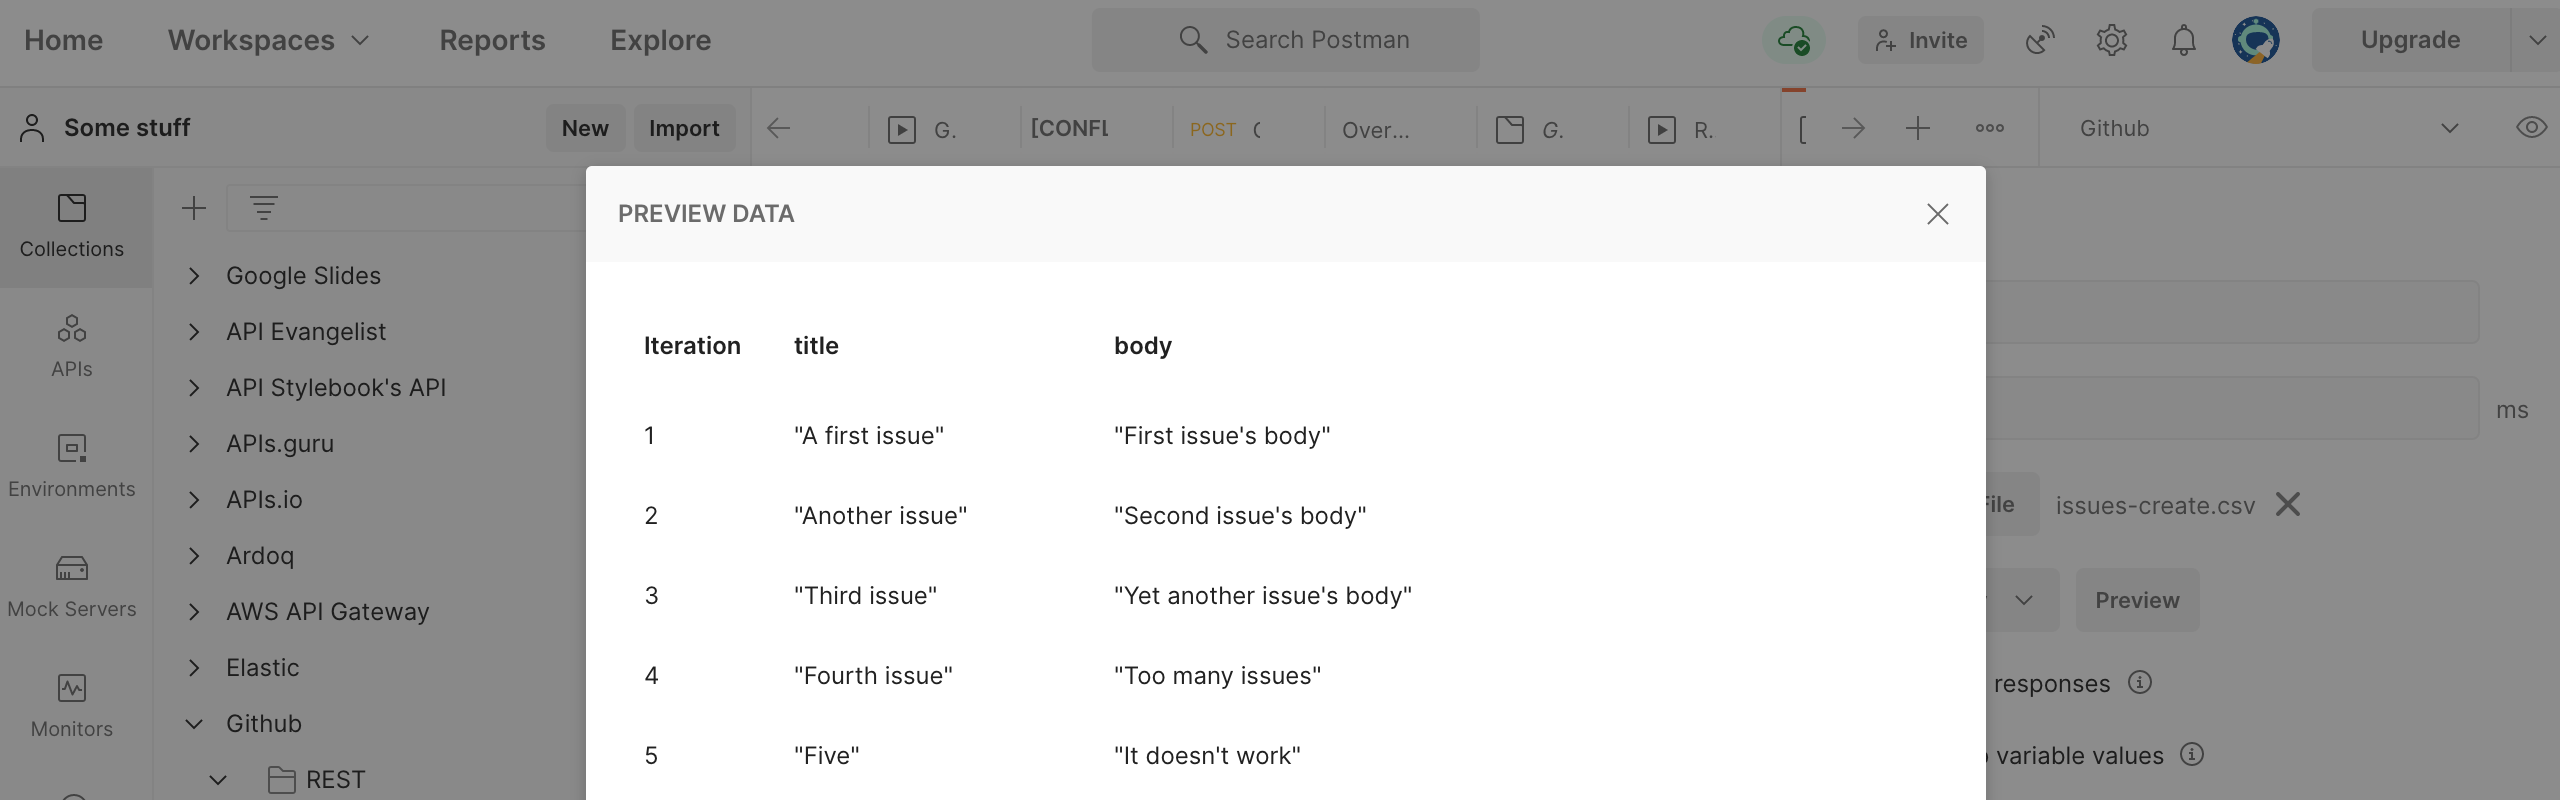 Home Workspaces Reports Explore Search Postman Invite Upgrade
Some stuff New Import G. [CONFL POST Over... G. R. Github
Collections
APIs
Environments
Mock Servers
Monitors
Google Slides
API Evangelist
API Stylebook's API
APIs.guru
APIs.io
Ardoq
AWS API Gateway
Elastic
Github
REST
PREVIEW DATA
Iteration title body
1 "A first issue" "First issue's body"
2 "Another issue" "Second issue's body"
3 "Third issue" "Yet another issue's body"
4 "Fourth issue" "Too many issues"
5 "Five" "It doesn't work"
ms
File issues-create.csv
Preview
responses
variable values